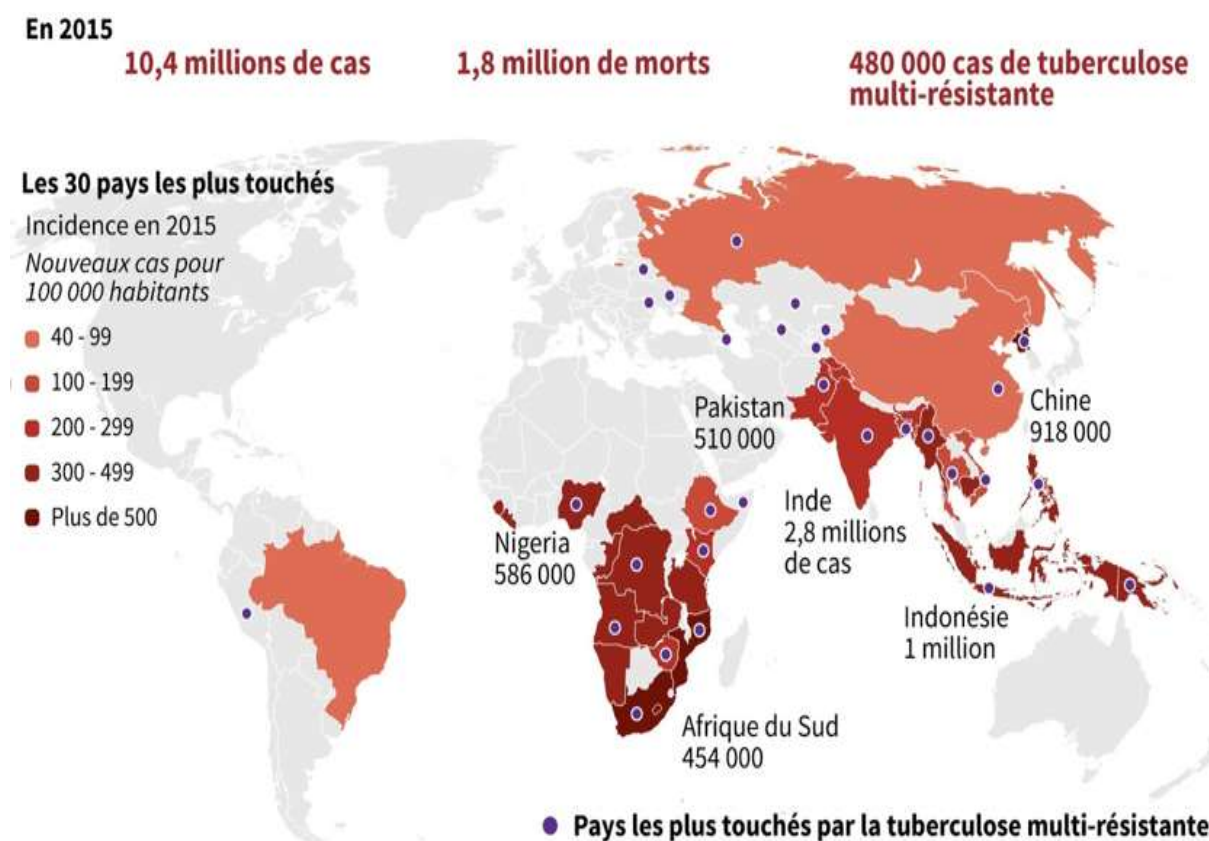 En 2015
10,4 millions de cas
1,8 million de morts
480 000 cas de tuberculose
multi-résistante
Les 30 pays les plus touchés
Incidence en 2015
Nouveaux cas pour
100 000 habitants
40 - 99
100 - 199
200 - 299
300 - 499
Plus de 500
Pakistan
510 000
Chine
918 000
Inde
2,8 millions
de cas
Nigeria
586 000
Indonésie
1 million
Afrique du Sud
454 000
Pays les plus touchés par la tuberculose multi-résistante